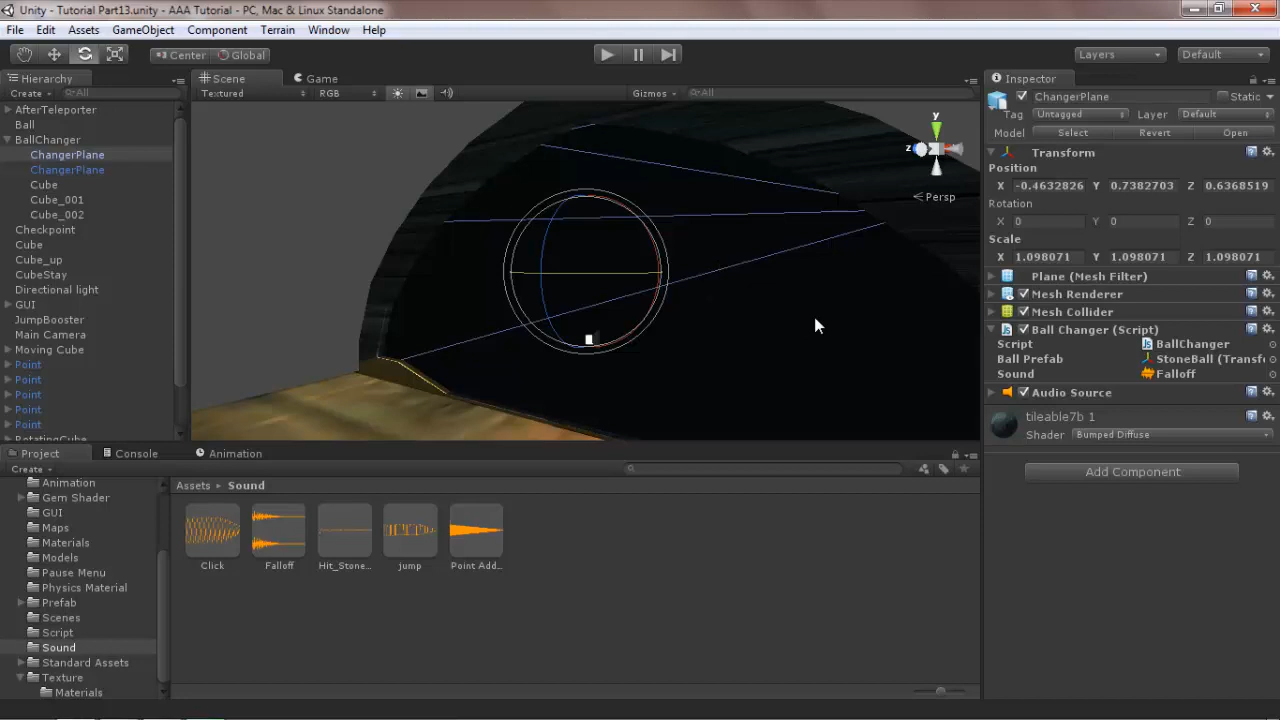 Unity - Tutorial Part13.unity - AAA Tutorial - PC, Mac & Linux Standalone
File Edit Assets GameObject Component Terrain Window Help
Center Global Layers Default
Hierarchy
Create All
AfterTeleporter
Ball
BallChanger
ChangerPlane
ChangerPlane
Cube
Cube_001
Cube_002
Checkpoint
Cube
Cube_up
CubeStay
Directional light
GUI
JumpBooster
Main Camera
Moving Cube
Point
Point
Point
Point
Point
RotatingCube
Scene Game
Textured RGB Gizmos All
y
z
Persp
Inspector
ChangerPlane Static
Tag Untagged Layer Default
Model Select Revert Open
Transform
Position
X -0.4632826 Y 0.7382703 Z 0.6368519
Rotation
X 0 Y 0 Z 0
Scale
X 1.098071 Y 1.098071 Z 1.098071
Plane (Mesh Filter)
Mesh Renderer
Mesh Collider
Ball Changer (Script)
Script BallChanger
Ball Prefab StoneBall (Transf
Sound Falloff
Audio Source
tileable7b 1
Shader Bumped Diffuse
Add Component
Project Console Animation
Create
Animation
Gem Shader
GUI
Maps
Materials
Models
Pause Menu
Physics Material
Prefab
Scenes
Script
Sound
Standard Assets
Texture
Materials
Assets Sound
Click Falloff Hit_Stone... jump Point Add...